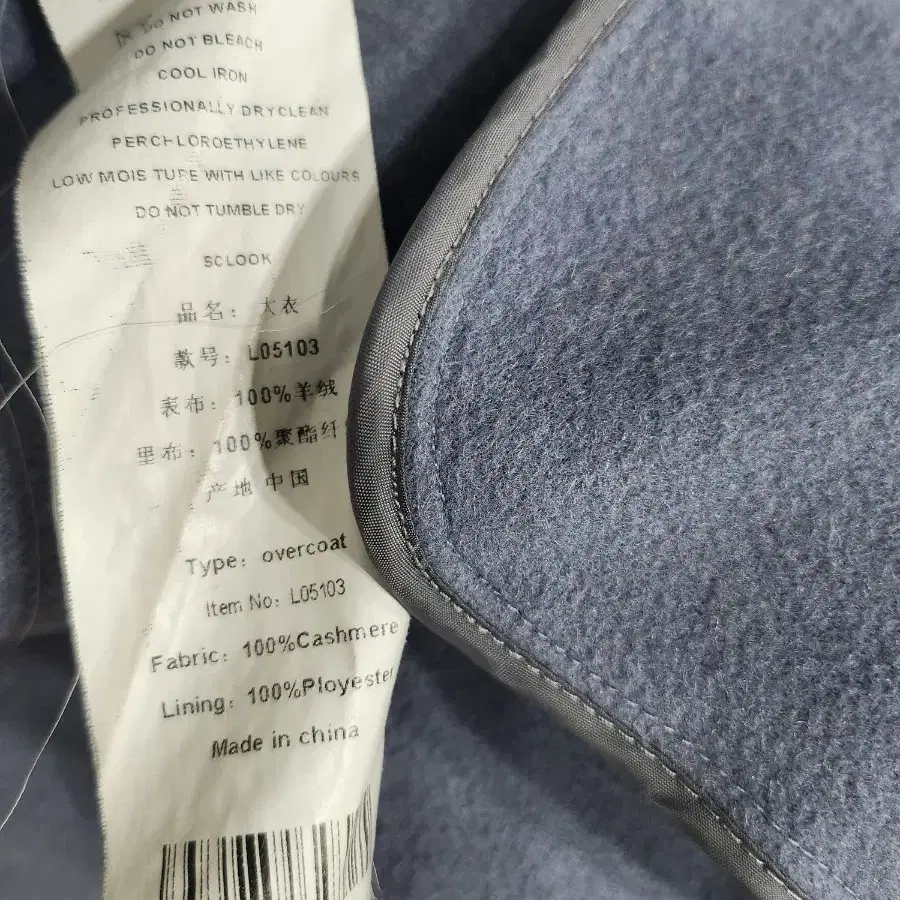 DO NOT WASH
DO NOT BLEACH
COOL IRON
PROFESSIONALLY DRYCLEAN
PERCHLOROETHYLENE
LOW MOIS TURE WITH LIKE COLOURS
DO NOT TUMBLE DRY
SCLOOK
品名：大衣
款号：L05103
表布：100%羊绒
里布：100%聚酯纤
产地 中国
Type：overcoat
Item No：L05103
Fabric：100%Cashmere
Lining：100%Ployester
Made in china